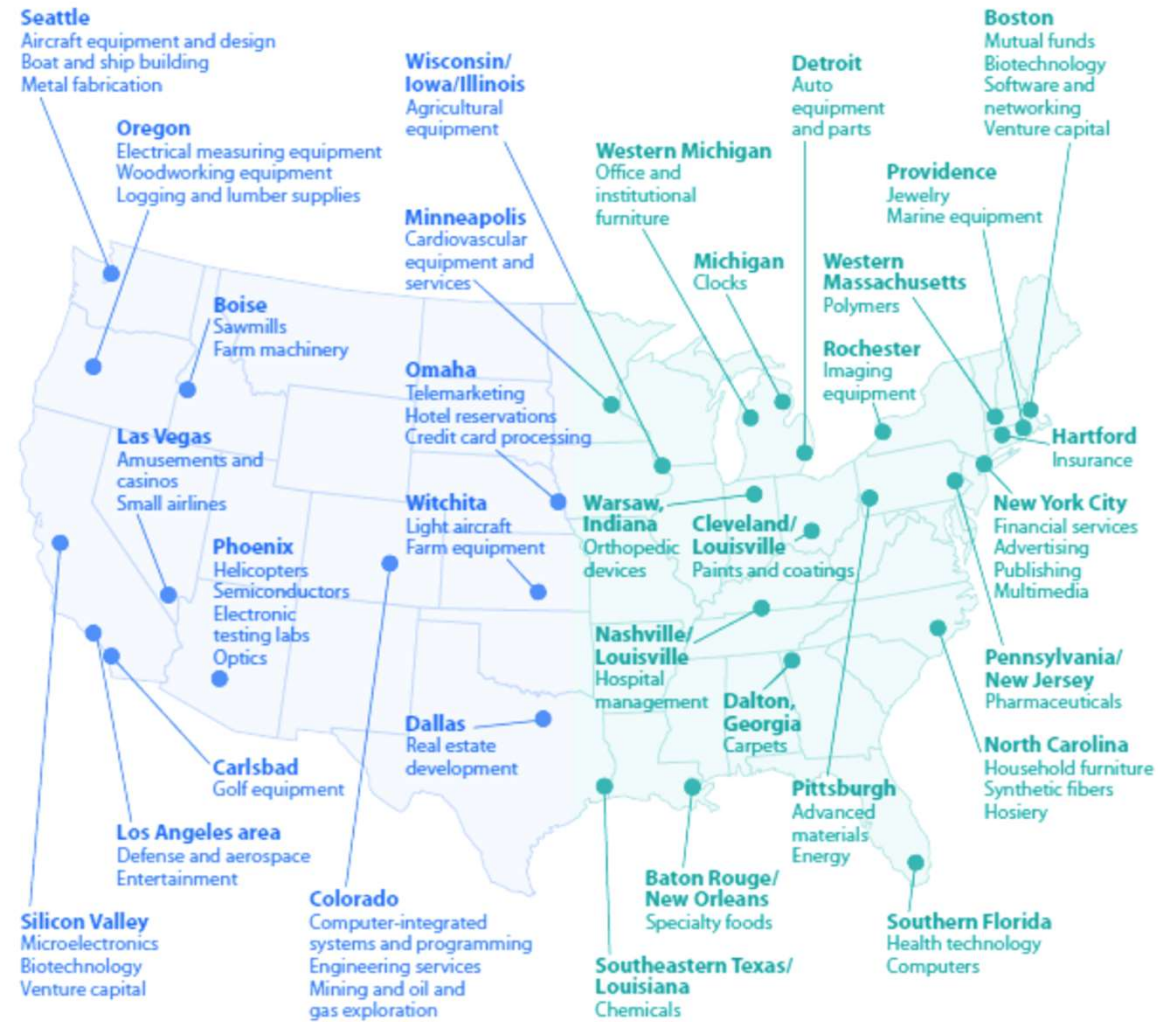 Seattle
Aircraft equipment and design
Boat and ship building
Metal fabrication
Oregon
Electrical measuring equipment
Woodworking equipment
Logging and lumber supplies
Boise
Sawmills
Farm machinery
Las Vegas
Amusements and
casinos
Small airlines
Phoenix
Helicopters
Semiconductors
Electronic
testing labs
Optics
Carlsbad
Golf equipment
Los Angeles area
Defense and aerospace
Entertainment
Silicon Valley
Microelectronics
Biotechnology
Venture capital
Colorado
Computer-integrated
systems and programming
Engineering services
Mining and oil and
gas exploration
Wisconsin/
Iowa/Illinois
Agricultural
equipment
Minneapolis
Cardiovascular
equipment and
services
Omaha
Telemarketing
Hotel reservations
Credit card processing
Witchita
Light aircraft
Farm equipment
Dallas
Real estate
development
Western Michigan
Office and
institutional
furniture
Michigan
Clocks
Detroit
Auto
equipment
and parts
Boston
Mutual funds
Biotechnology
Software and
networking
Venture capital
Providence
Jewelry
Marine equipment
Western
Massachusetts
Polymers
Rochester
Imaging
equipment
Hartford
Insurance
New York City
Financial services
Advertising
Publishing
Multimedia
Warsaw,
Indiana
Orthopedic
devices
Cleveland/
Louisville
Paints and coatings
Nashville/
Louisville
Hospital
management
Dalton,
Georgia
Carpets
Pennsylvania/
New Jersey
Pharmaceuticals
North Carolina
Household furniture
Synthetic fibers
Hosiery
Pittsburgh
Advanced
materials
Energy
Baton Rouge/
New Orleans
Specialty foods
Southeastern Texas/
Louisiana
Chemicals
Southern Florida
Health technology
Computers